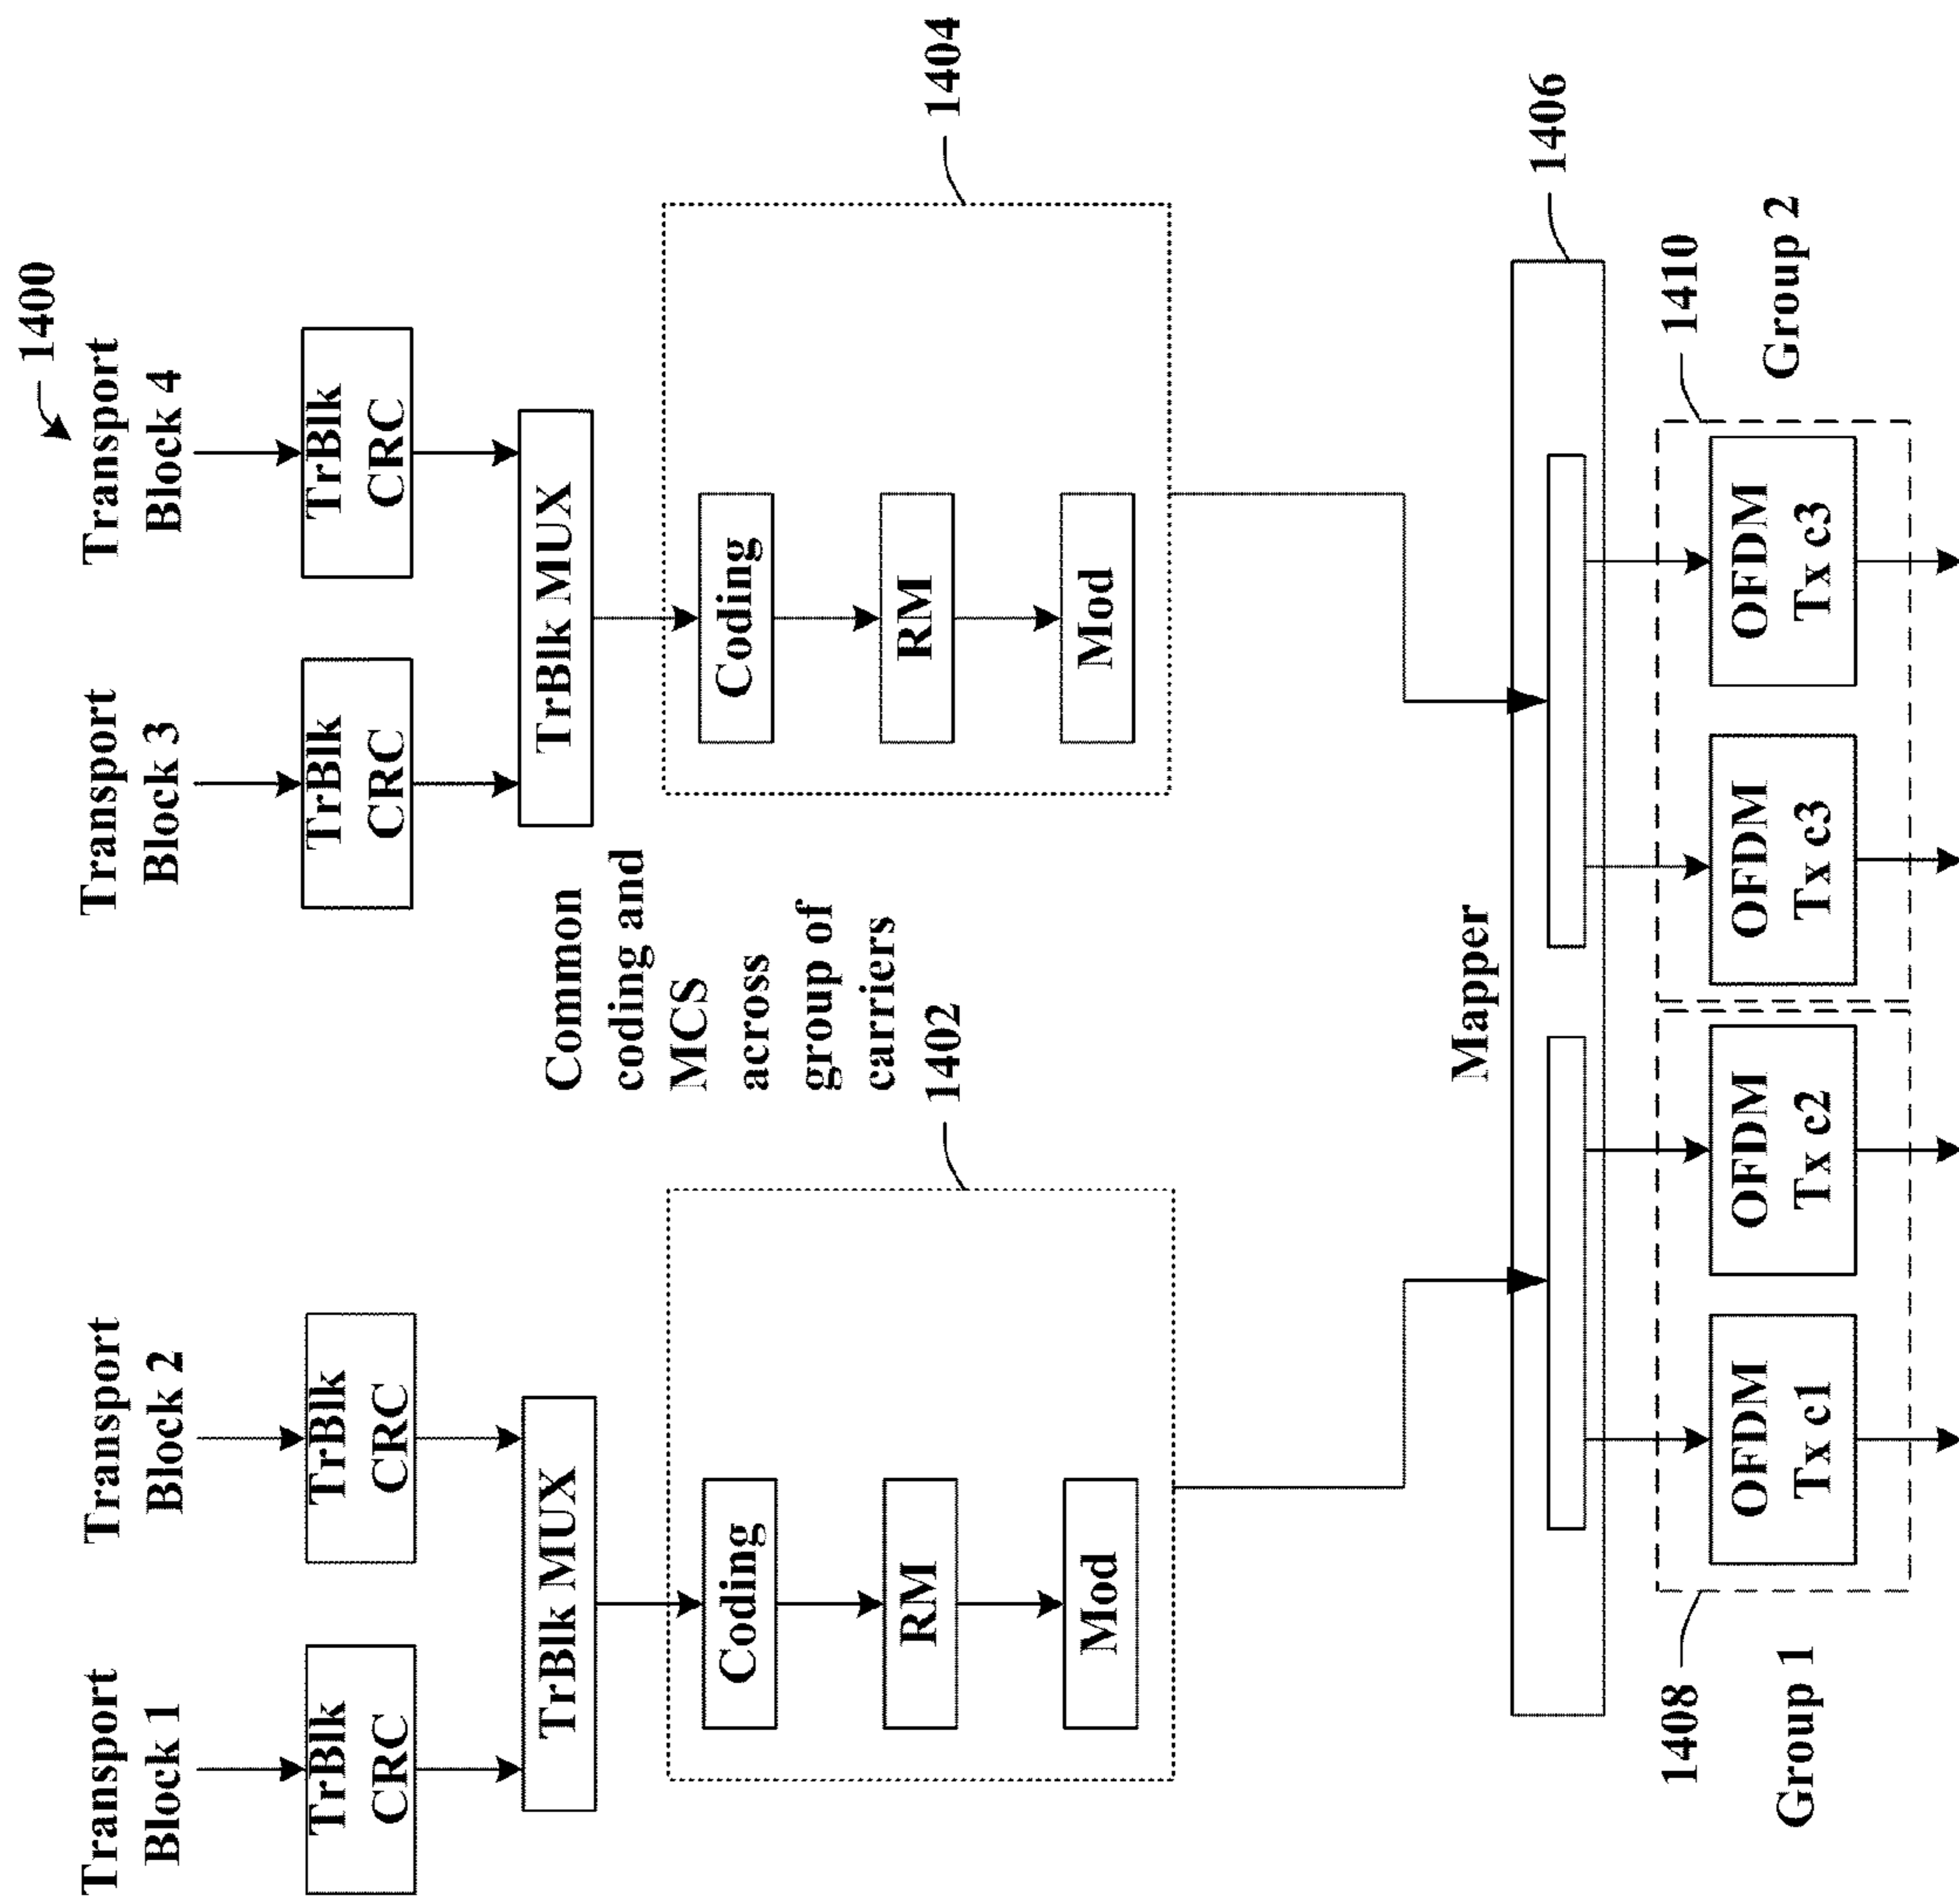 1400
Transport
Block 1
Transport
Block 2
Transport
Block 3
Transport
Block 4
TrBlk
CRC
TrBlk
CRC
TrBlk
CRC
TrBlk
CRC
TrBlk MUX
TrBlk MUX
Common
coding and
MCS
across
group of
carriers
1402
1404
Coding
RM
Mod
Coding
RM
Mod
Mapper
1406
OFDM
Tx c1
OFDM
Tx c2
OFDM
Tx c3
OFDM
Tx c3
1408
Group 1
1410
Group 2